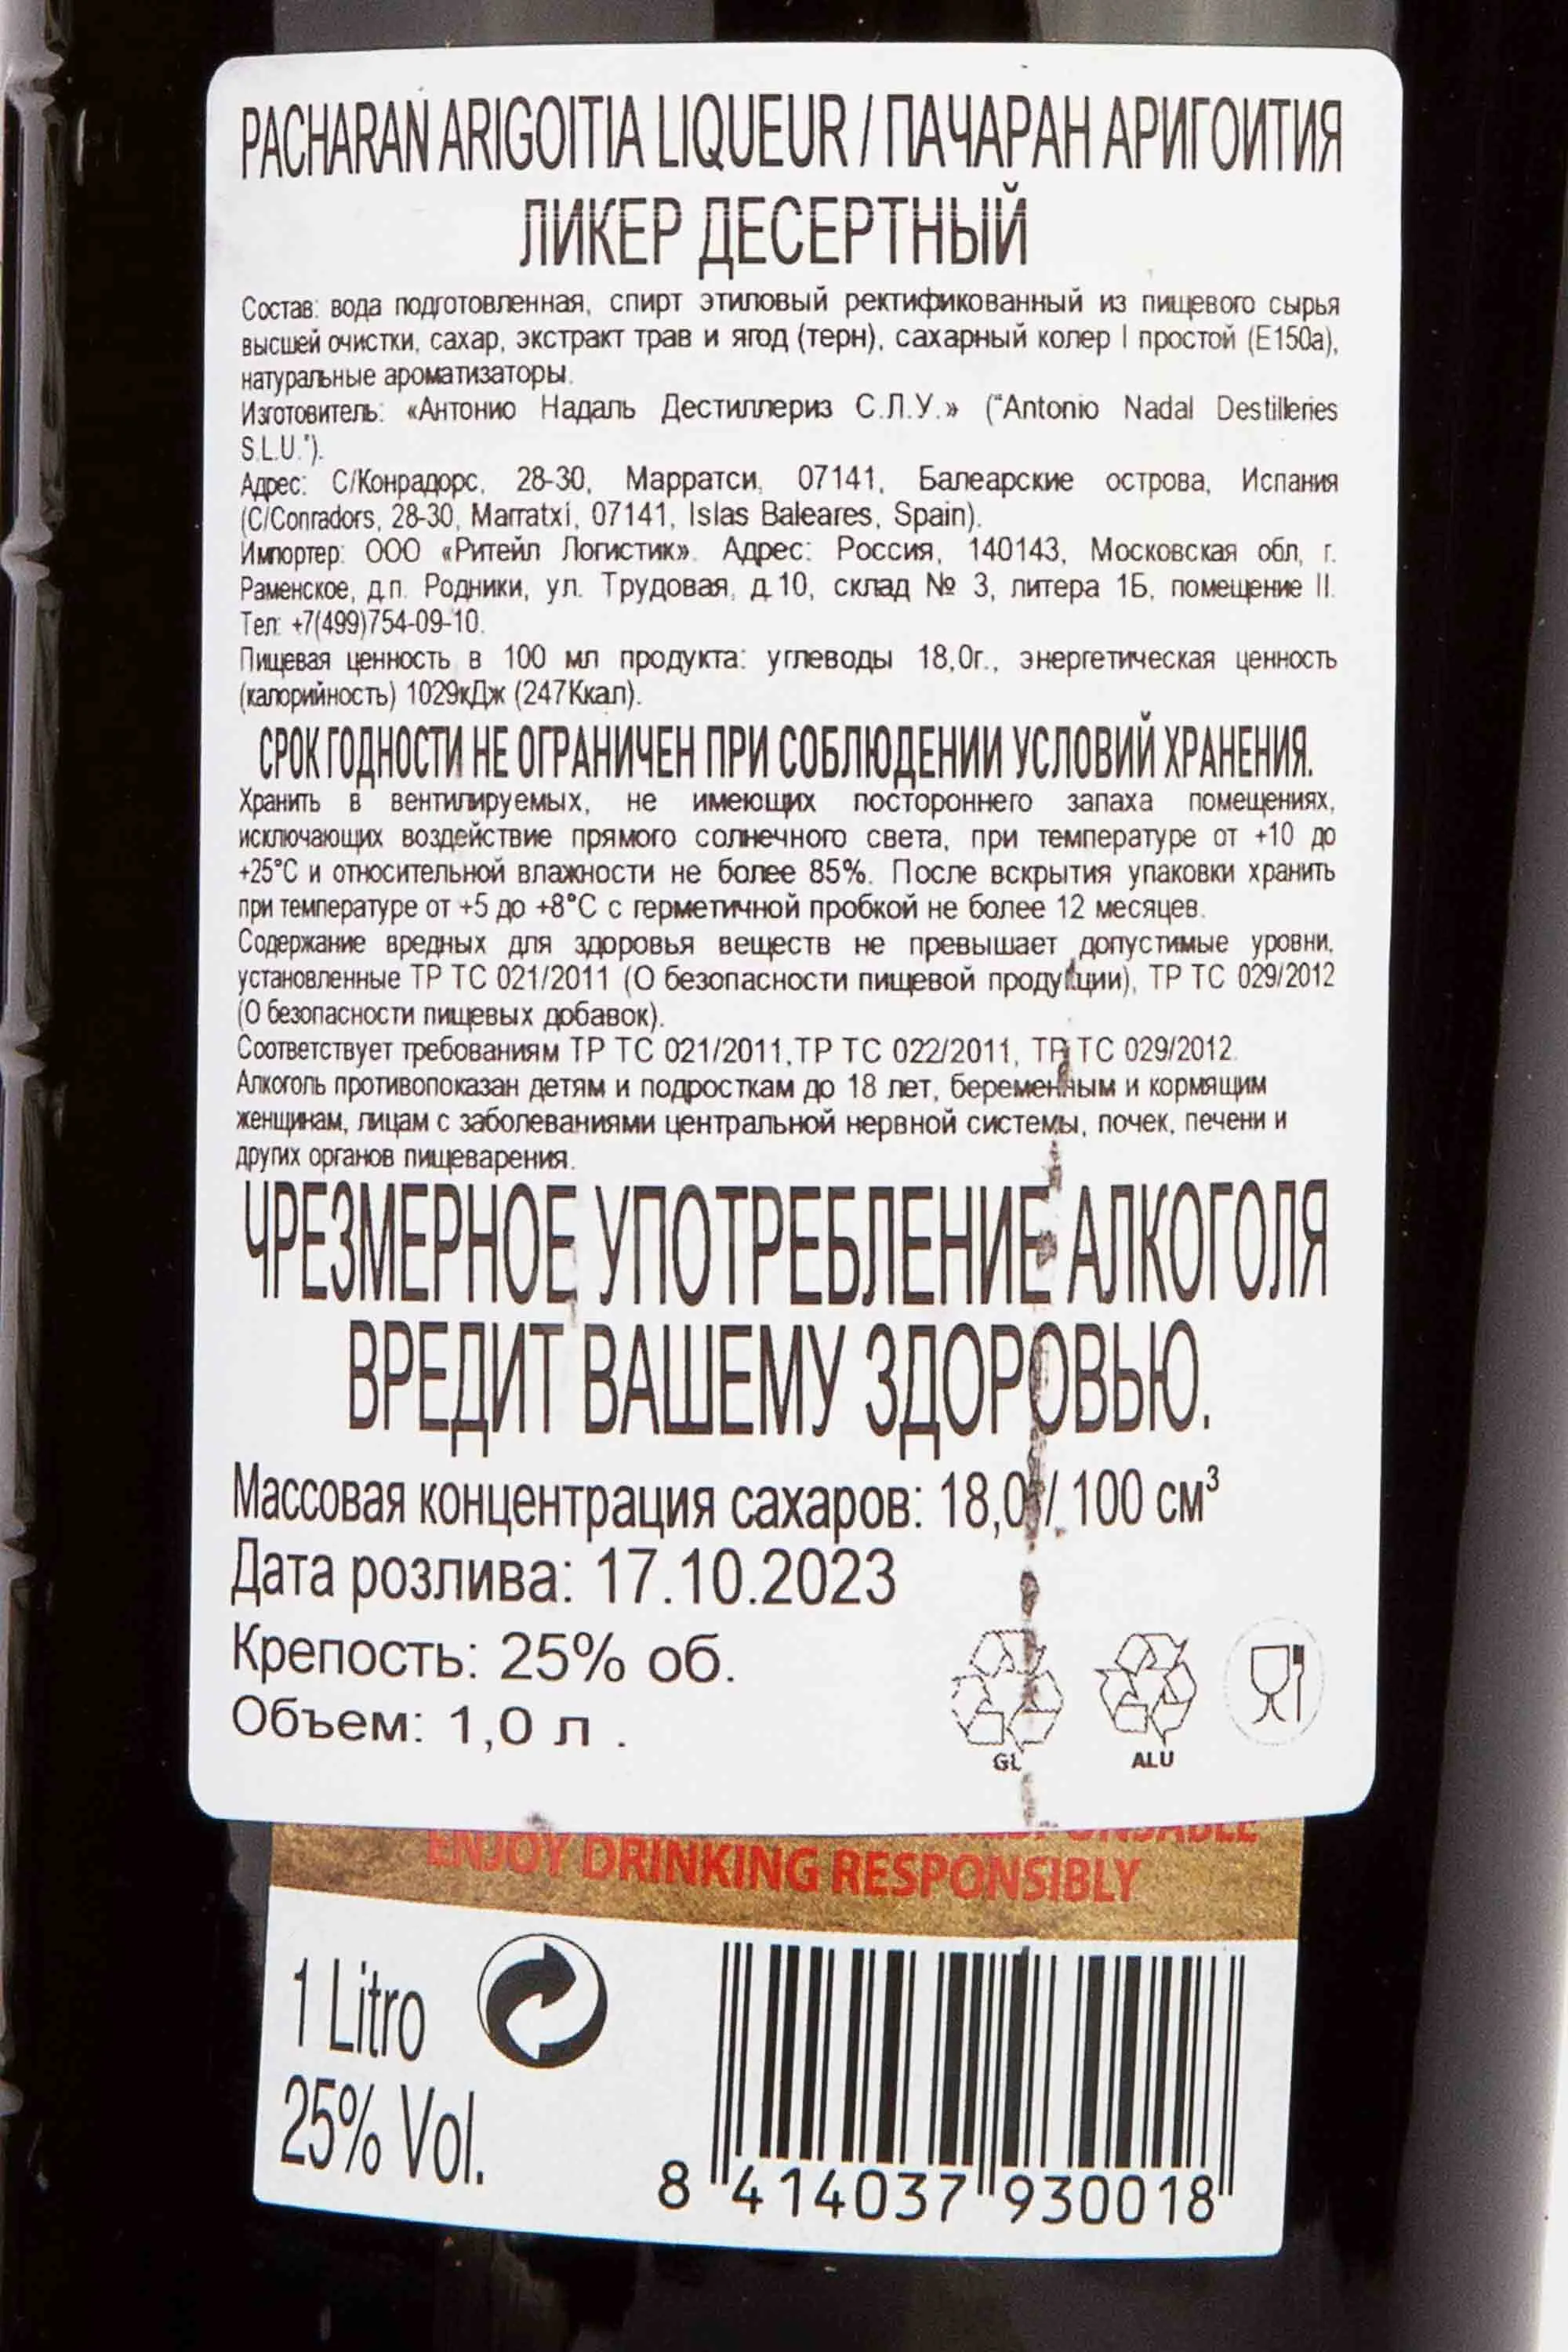 PACHARAN ARIGOITIA LIQUEUR / ПАЧАРАН АРИГОИТИЯ
ЛИКЕР ДЕСЕРТНЫЙ
Состав: вода подготовленная, спирт этиловый ректификованный из пищевого сырья
высшей очистки, сахар, экстракт трав и ягод (терн), сахарный колер I простой (Е150а),
натуральные ароматизаторы.
Изготовитель: «Антонио Надаль Дестиллериз С.Л.У.» ("Antonio Nadal Destilleries
S.L.U.").
Адрес: С/Конрадорс, 28-30, Марратси, 07141, Балеарские острова, Испания
(C/Conradors, 28-30, Marratxi, 07141, Islas Baleares, Spain).
Импортер: ООО «Ритейл Логистик». Адрес: Россия, 140143, Московская обл, г.
Раменское, д.п. Родники, ул. Трудовая, д.10, склад № 3, литера 1Б, помещение II.
Тел: +7(499)754-09-10.
Пищевая ценность в 100 мл продукта: углеводы 18,0г., энергетическая ценность
(калорийность) 1029кДж (247Ккал).
СРОК ГОДНОСТИ НЕ ОГРАНИЧЕН ПРИ СОБЛЮДЕНИИ УСЛОВИЙ ХРАНЕНИЯ.
Хранить в вентилируемых, не имеющих постороннего запаха помещениях,
исключающих воздействие прямого солнечного света, при температуре от +10 до
+25°С и относительной влажности не более 85%. После вскрытия упаковки хранить
при температуре от +5 до +8°С с герметичной пробкой не более 12 месяцев.
Содержание вредных для здоровья веществ не превышает допустимые уровни,
установленные ТР ТС 021/2011 (О безопасности пищевой продукции), ТР ТС 029/2012
(О безопасности пищевых добавок).
Соответствует требованиям ТР ТС 021/2011,ТР ТС 022/2011, ТР ТС 029/2012.
Алкоголь противопоказан детям и подросткам до 18 лет, беременным и кормящим
женщинам, лицам с заболеваниями центральной нервной системы, почек, печени и
других органов пищеварения.
ЧРЕЗМЕРНОЕ УПОТРЕБЛЕНИЕ АЛКОГОЛЯ
ВРЕДИТ ВАШЕМУ ЗДОРОВЬЮ.
Массовая концентрация сахаров: 18,0г/ 100 см³
Дата розлива: 17.10.2023
Крепость: 25% об.
Объем: 1,0 л .
GL ALU
ENJOY DRINKING RESPONSIBLY
1 Litro
25% Vol.
8 414037 930018